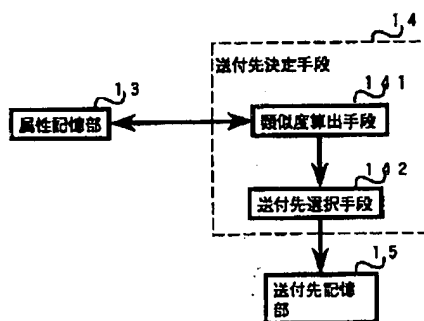 14
送付先決定手段
13
141
属性記憶部
類似度算出手段
142
送付先選択手段
15
送付先記憶
部